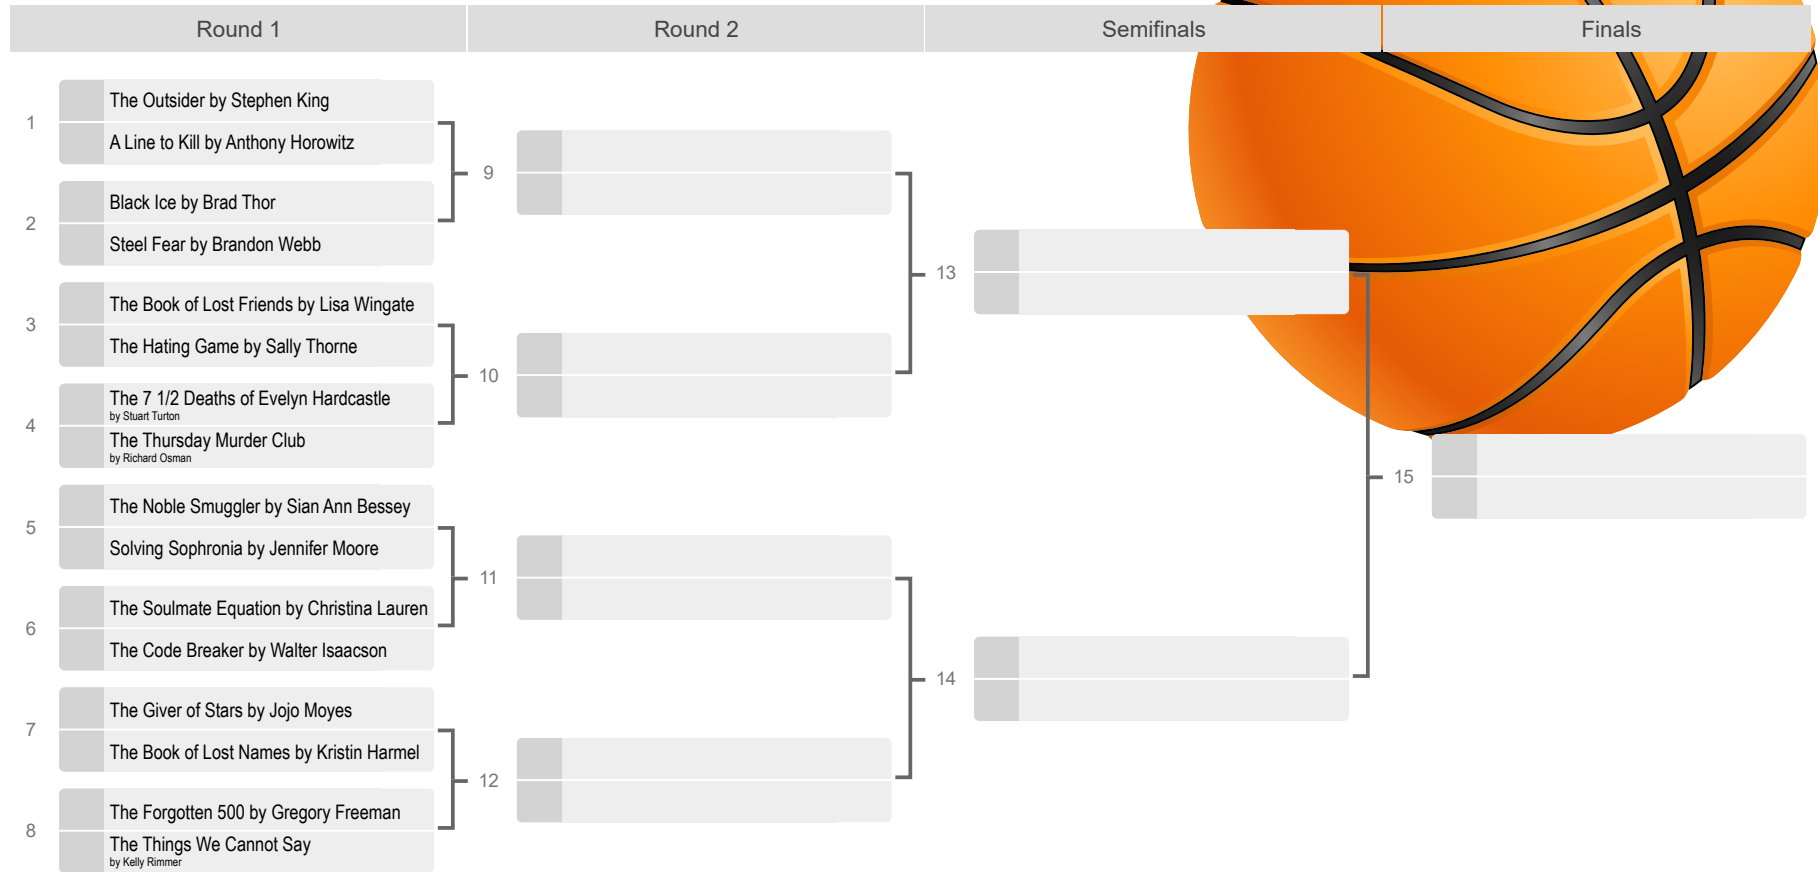 Round 1
Round 2
Semifinals
Finals
1
The Outsider by Stephen King
A Line to Kill by Anthony Horowitz
2
Black Ice by Brad Thor
Steel Fear by Brandon Webb
3
The Book of Lost Friends by Lisa Wingate
The Hating Game by Sally Thorne
4
The 7 1/2 Deaths of Evelyn Hardcastle
by Stuart Turton
The Thursday Murder Club
by Richard Osman
5
The Noble Smuggler by Sian Ann Bessey
Solving Sophronia by Jennifer Moore
6
The Soulmate Equation by Christina Lauren
The Code Breaker by Walter Isaacson
7
The Giver of Stars by Jojo Moyes
The Book of Lost Names by Kristin Harmel
8
The Forgotten 500 by Gregory Freeman
The Things We Cannot Say
by Kelly Rimmer
9
10
11
12
13
14
15